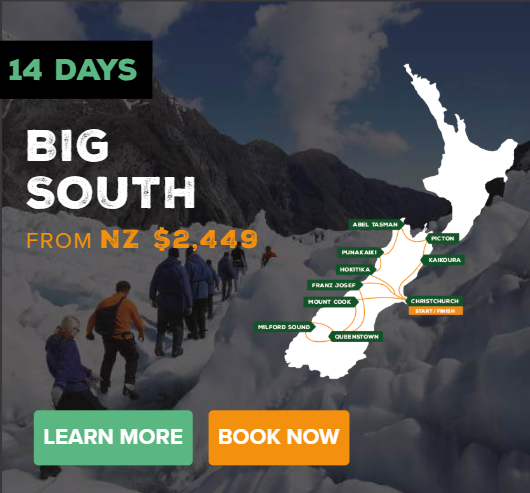 14 DAYS
BIG
SOUTH
FROM NZ $2,449
ABEL TASMAN
PICTON
PUNAKAIKI
KAIKOURA
HOKITIKA
FRANZ JOSEF
MOUNT COOK
CHRISTCHURCH
START / FINISH
MILFORD SOUND
QUEENSTOWN
LEARN MORE
BOOK NOW